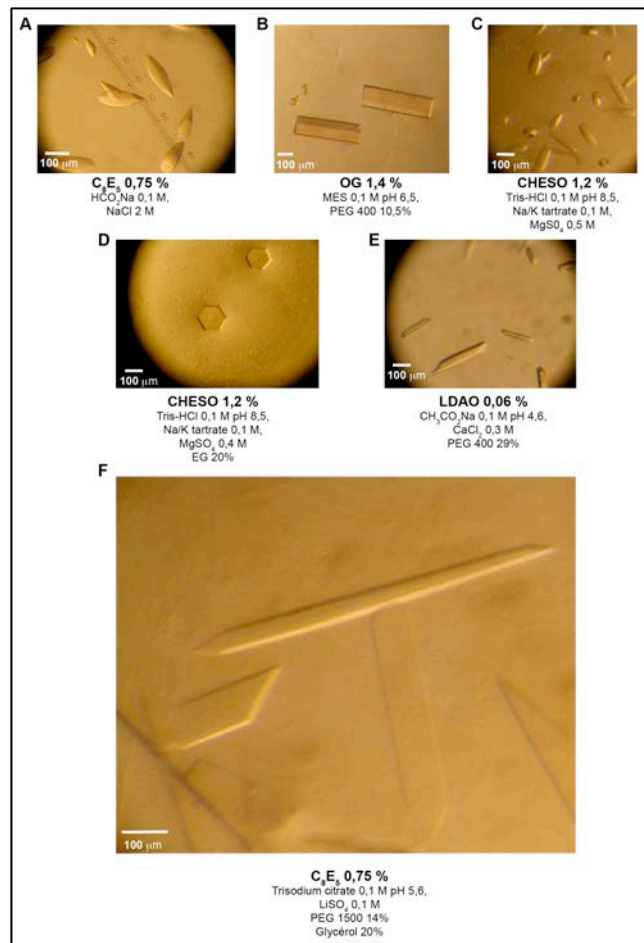 A
B
C
100 µm
100 µm
100 µm
C₈E₅ 0,75 %
HCO₂Na 0,1 M,
NaCl 2 M
OG 1,4 %
MES 0,1 M pH 6,5,
PEG 400 10,5%
CHESO 1,2 %
Tris-HCl 0,1 M pH 8,5,
Na/K tartrate 0,1 M,
MgS0₄ 0,5 M
D
E
100 µm
100 µm
CHESO 1,2 %
Tris-HCl 0,1 M pH 8,5,
Na/K tartrate 0,1 M,
MgSO₄ 0,4 M
EG 20%
LDAO 0,06 %
CH₃CO₂Na 0,1 M pH 4,6,
CaCl₂ 0,3 M
PEG 400 29%
F
100 µm
C₈E₅ 0,75 %
Trisodium citrate 0,1 M pH 5,6,
LiSO₄ 0,1 M
PEG 1500 14%
Glycérol 20%